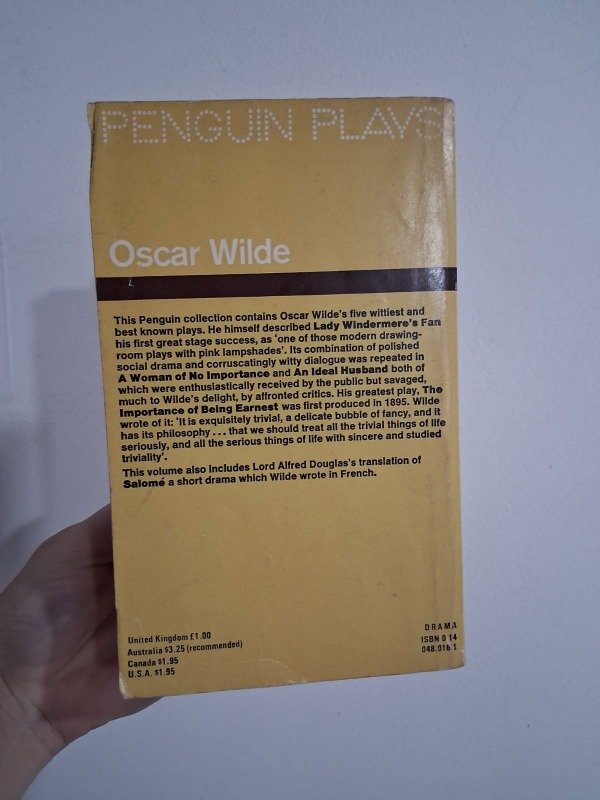 PENGUIN PLAYS
Oscar Wilde
This Penguin collection contains Oscar Wilde's five wittiest and
best known plays. He himself described Lady Windermere's Fan
his first great stage success, as 'one of those modern drawing-
room plays with pink lampshades'. Its combination of polished
social drama and corruscatingly witty dialogue was repeated in
A Woman of No Importance and An Ideal Husband both of
which were enthusiastically received by the public but savaged,
much to Wilde's delight, by affronted critics. His greatest play, The
Importance of Being Earnest was first produced in 1895. Wilde
wrote of it: 'it is exquisitely trivial, a delicate bubble of fancy, and it
has its philosophy ... that we should treat all the trivial things of life
seriously, and all the serious things of life with sincere and studied
triviality'.
This volume also includes Lord Alfred Douglas's translation of
Salomé a short drama which Wilde wrote in French.
United Kingdom £1.00
Australia $3.25 (recommended)
Canada $1.95
U.S.A. $1.95
DRAMA
ISBN 0 14
048.016 1